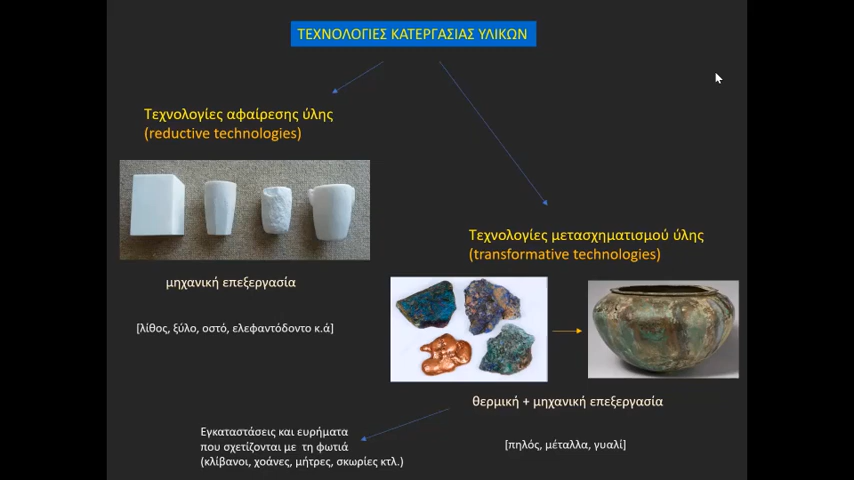 ΤΕΧΝΟΛΟΓΙΕΣ ΚΑΤΕΡΓΑΣΙΑΣ ΥΛΙΚΩΝ
Τεχνολογίες αφαίρεσης ύλης
(reductive technologies)
μηχανική επεξεργασία
[λίθος, ξύλο, οστό, ελεφαντόδοντο κ.ά]
Τεχνολογίες μετασχηματισμού ύλης
(transformative technologies)
θερμική + μηχανική επεξεργασία
[πηλός, μέταλλα, γυαλί]
Εγκαταστάσεις και ευρήματα
που σχετίζονται με τη φωτιά
(κλίβανοι, χοάνες, μήτρες, σκωρίες κτλ.)